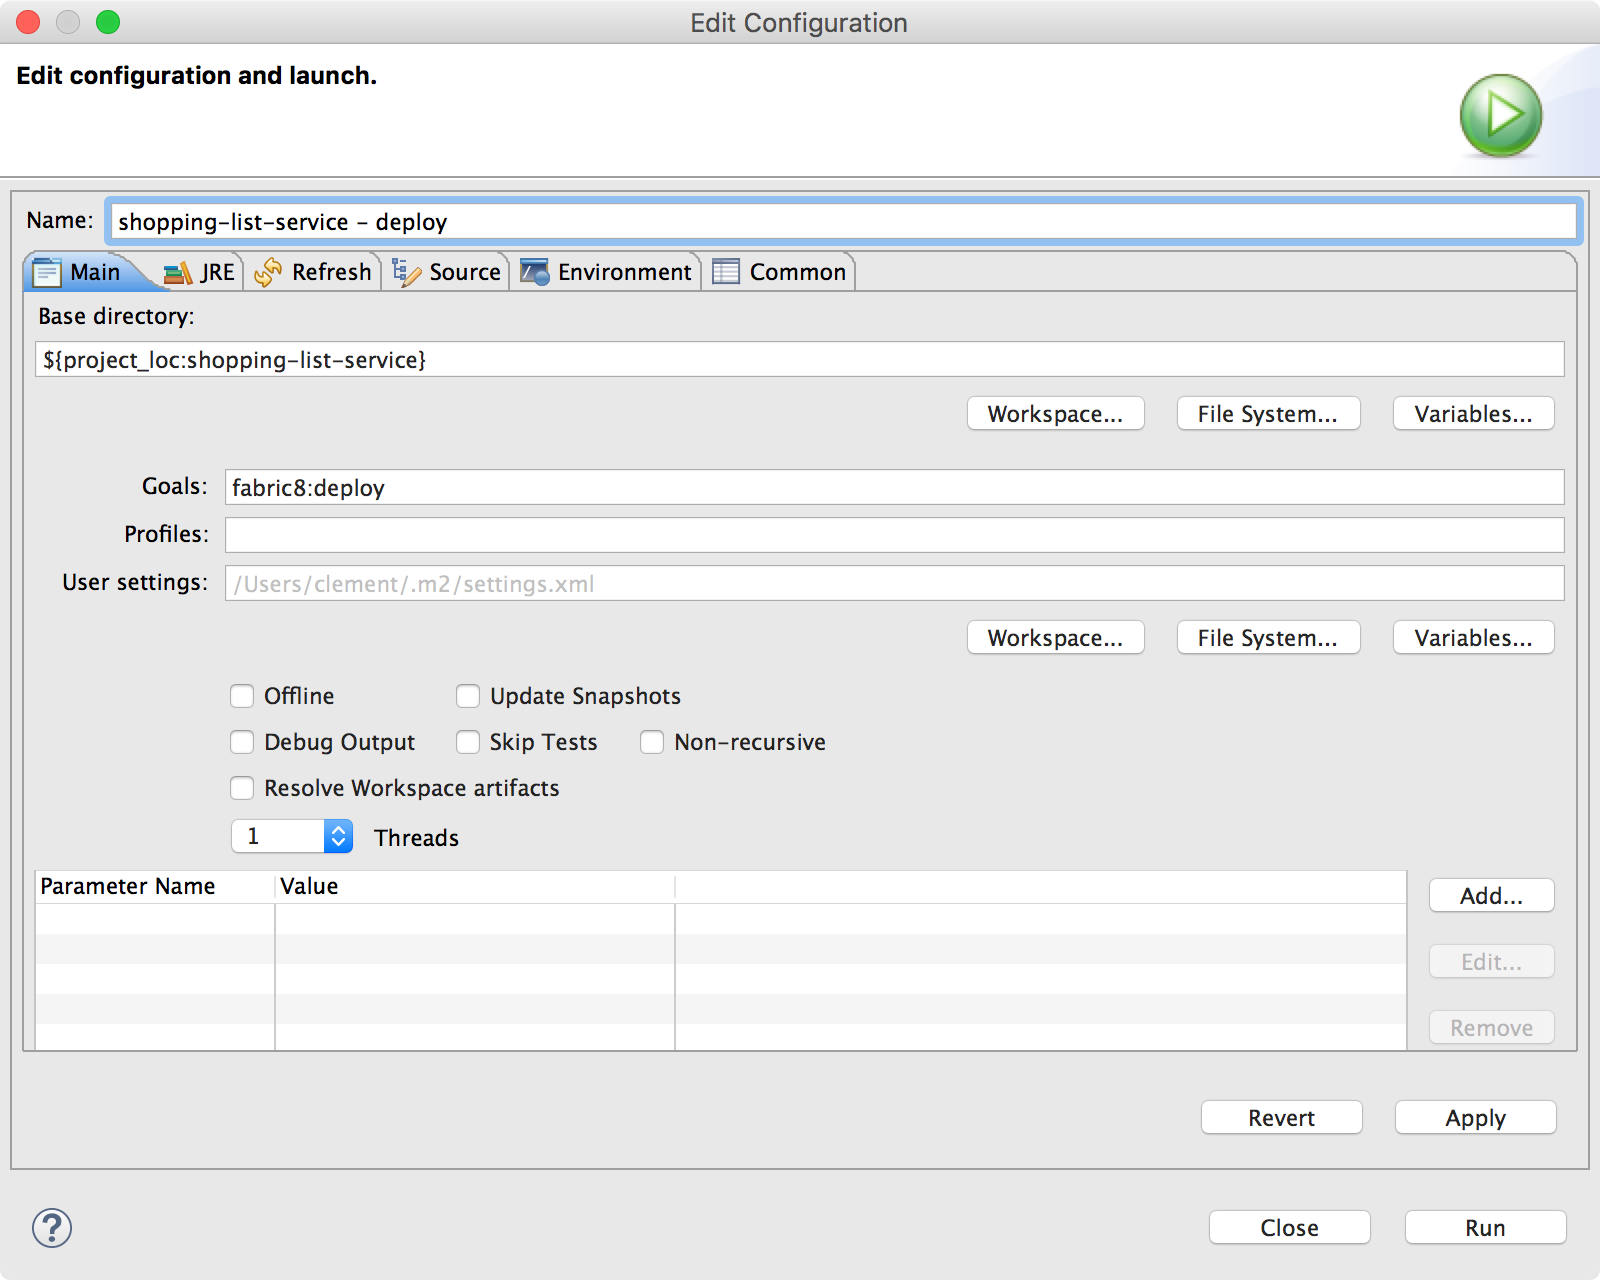 Edit Configuration
Edit configuration and launch.
Name: shopping-list-service - deploy
Main JRE Refresh Source Environment Common
Base directory:
${project_loc:shopping-list-service}
Workspace... File System... Variables...
Goals: fabric8:deploy
Profiles:
User settings: /Users/clement/.m2/settings.xml
Workspace... File System... Variables...
Offline Update Snapshots
Debug Output Skip Tests Non-recursive
Resolve Workspace artifacts
1 Threads
Parameter Name Value
Add...
Edit...
Remove
Revert Apply
? Close Run